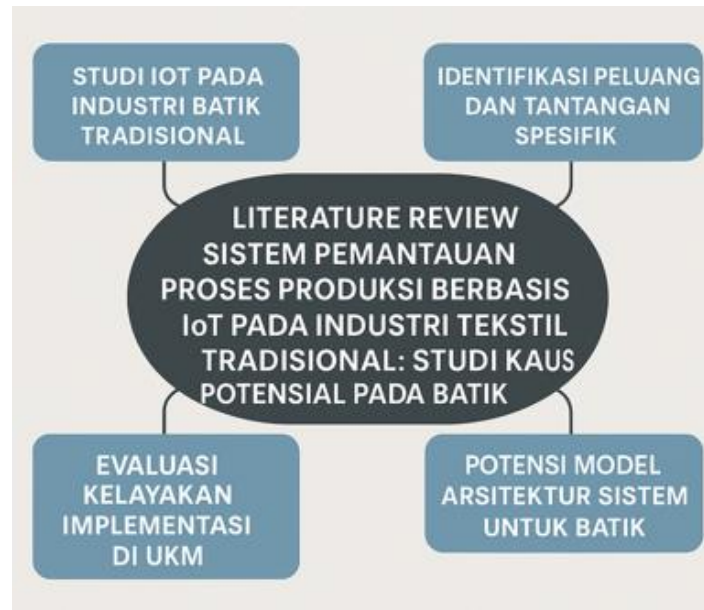 STUDI IOT PADA
INDUSTRI BATIK
TRADISIONAL
IDENTIFIKASI PELUANG
DAN TANTANGAN
SPESIFIK
LITERATURE REVIEW
SISTEM PEMANTAUAN
PROSES PRODUKSI BERBASIS
IoT PADA INDUSTRI TEKSTIL
TRADISIONAL: STUDI KAUS
POTENSIAL PADA BATIK
EVALUASI
KELAYAKAN
IMPLEMENTASI
DI UKM
POTENSI MODEL
ARSITEKTUR SISTEM
UNTUK BATIK